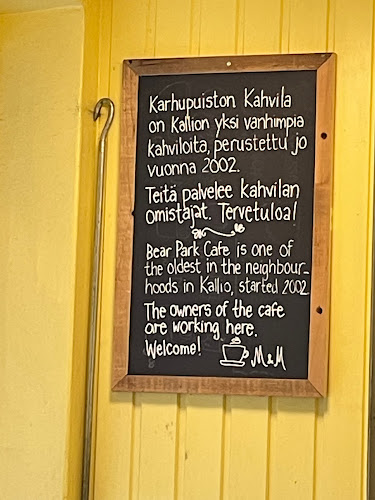 Karhupuiston Kahvila
on Kallion yksi vanhimpia
kahviloita, perustettu jo
vuonna 2002.
Teitä palvelee kahvilan
omistajat. Tervetuloa!
Bear Park Cafe is one of
the oldest in the neighbour-
hoods in Kallio, started 2002
The owners of the cafe
are working here.
Welcome! M&M